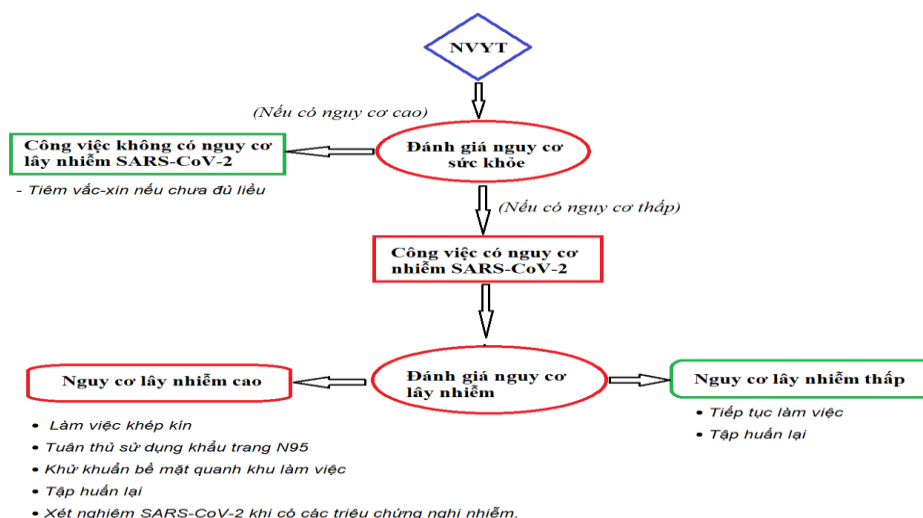 NVYT
(Nếu có nguy cơ cao)
Đánh giá nguy cơ
sức khỏe
Công việc không có nguy cơ
lây nhiễm SARS-CoV-2
- Tiêm vắc-xin nếu chưa đủ liều
(Nếu có nguy cơ thấp)
Công việc có nguy cơ
nhiễm SARS-CoV-2
Nguy cơ lây nhiễm cao
Đánh giá nguy cơ
lây nhiễm
Nguy cơ lây nhiễm thấp
• Làm việc khép kín
• Tuân thủ sử dụng khẩu trang N95
• Khử khuẩn bề mặt quanh khu làm việc
• Tập huấn lại
• Xét nghiệm SARS-CoV-2 khi có các triệu chứng nghi nhiễm.
• Tiếp tục làm việc
• Tập huấn lại